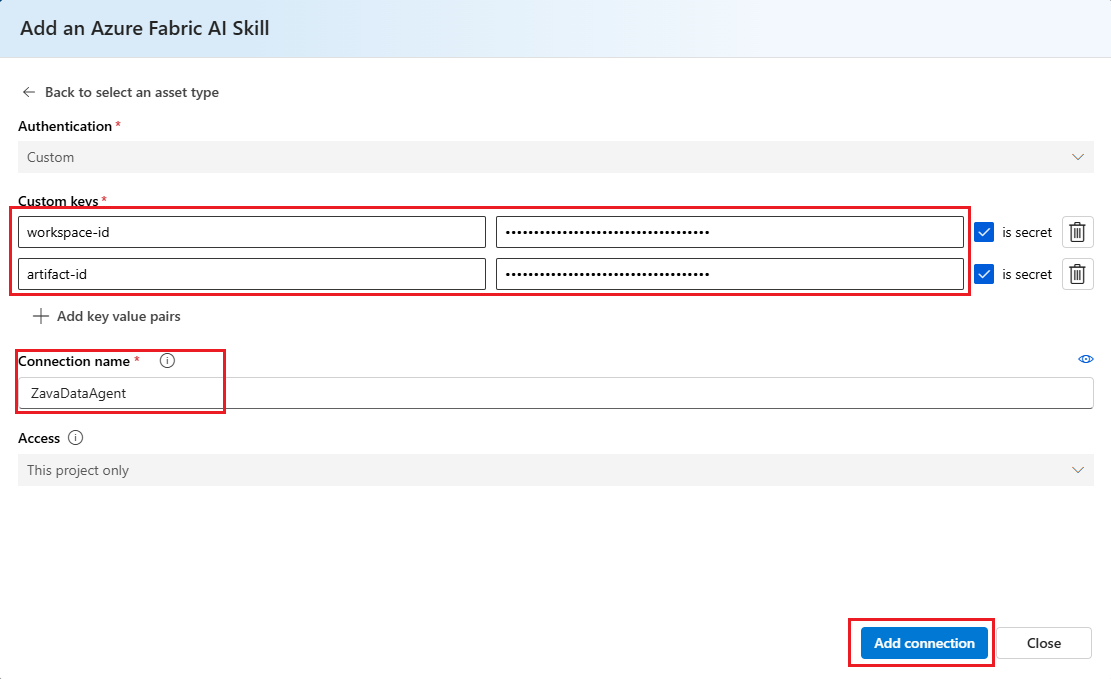 Add an Azure Fabric AI Skill
Back to select an asset type
Authentication *
Custom
Custom keys *
workspace-id •••••••••••••••••••••••••••••••••••• is secret
artifact-id •••••••••••••••••••••••••••••••••••• is secret
Add key value pairs
Connection name *
ZavaDataAgent
Access
This project only
Add connection Close